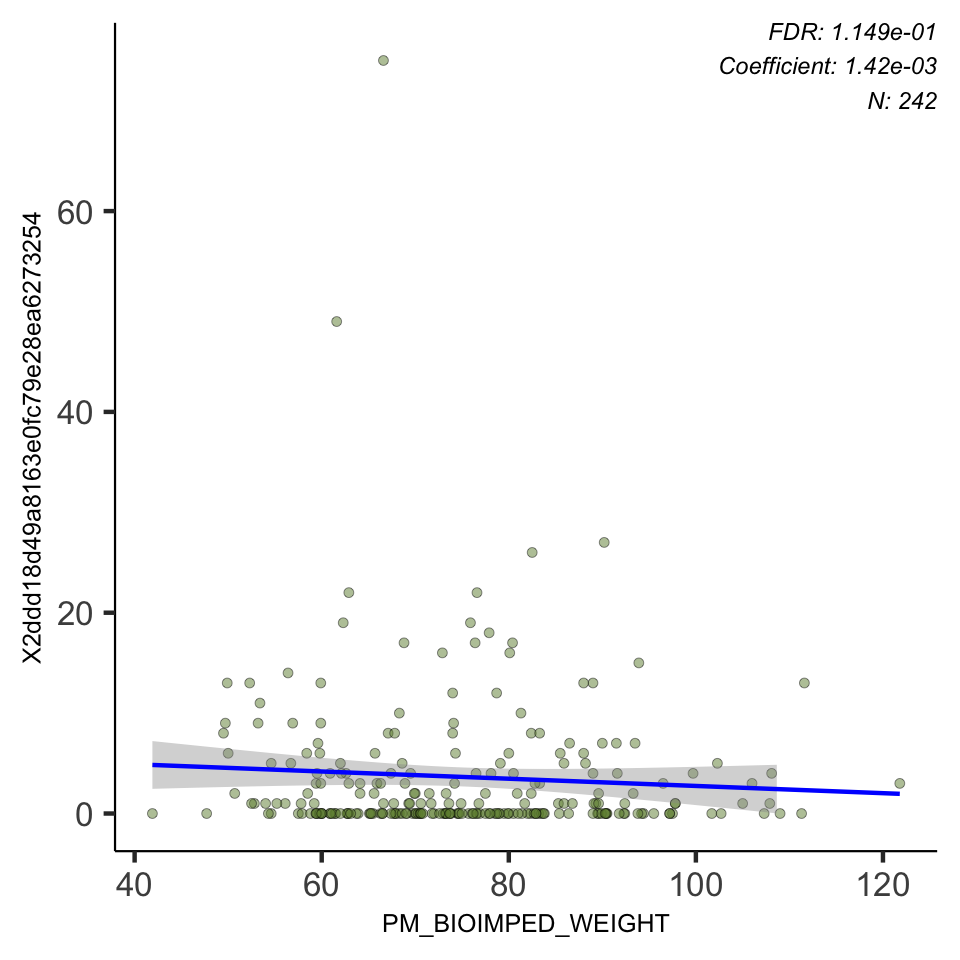 FDR: 1.149e-01
Coefficient: 1.42e-03
N: 242
X2ddd18d49a8163e0fc79e28ea6273254
60
40
20
0
40 60 80 100 120
PM_BIOIMPED_WEIGHT